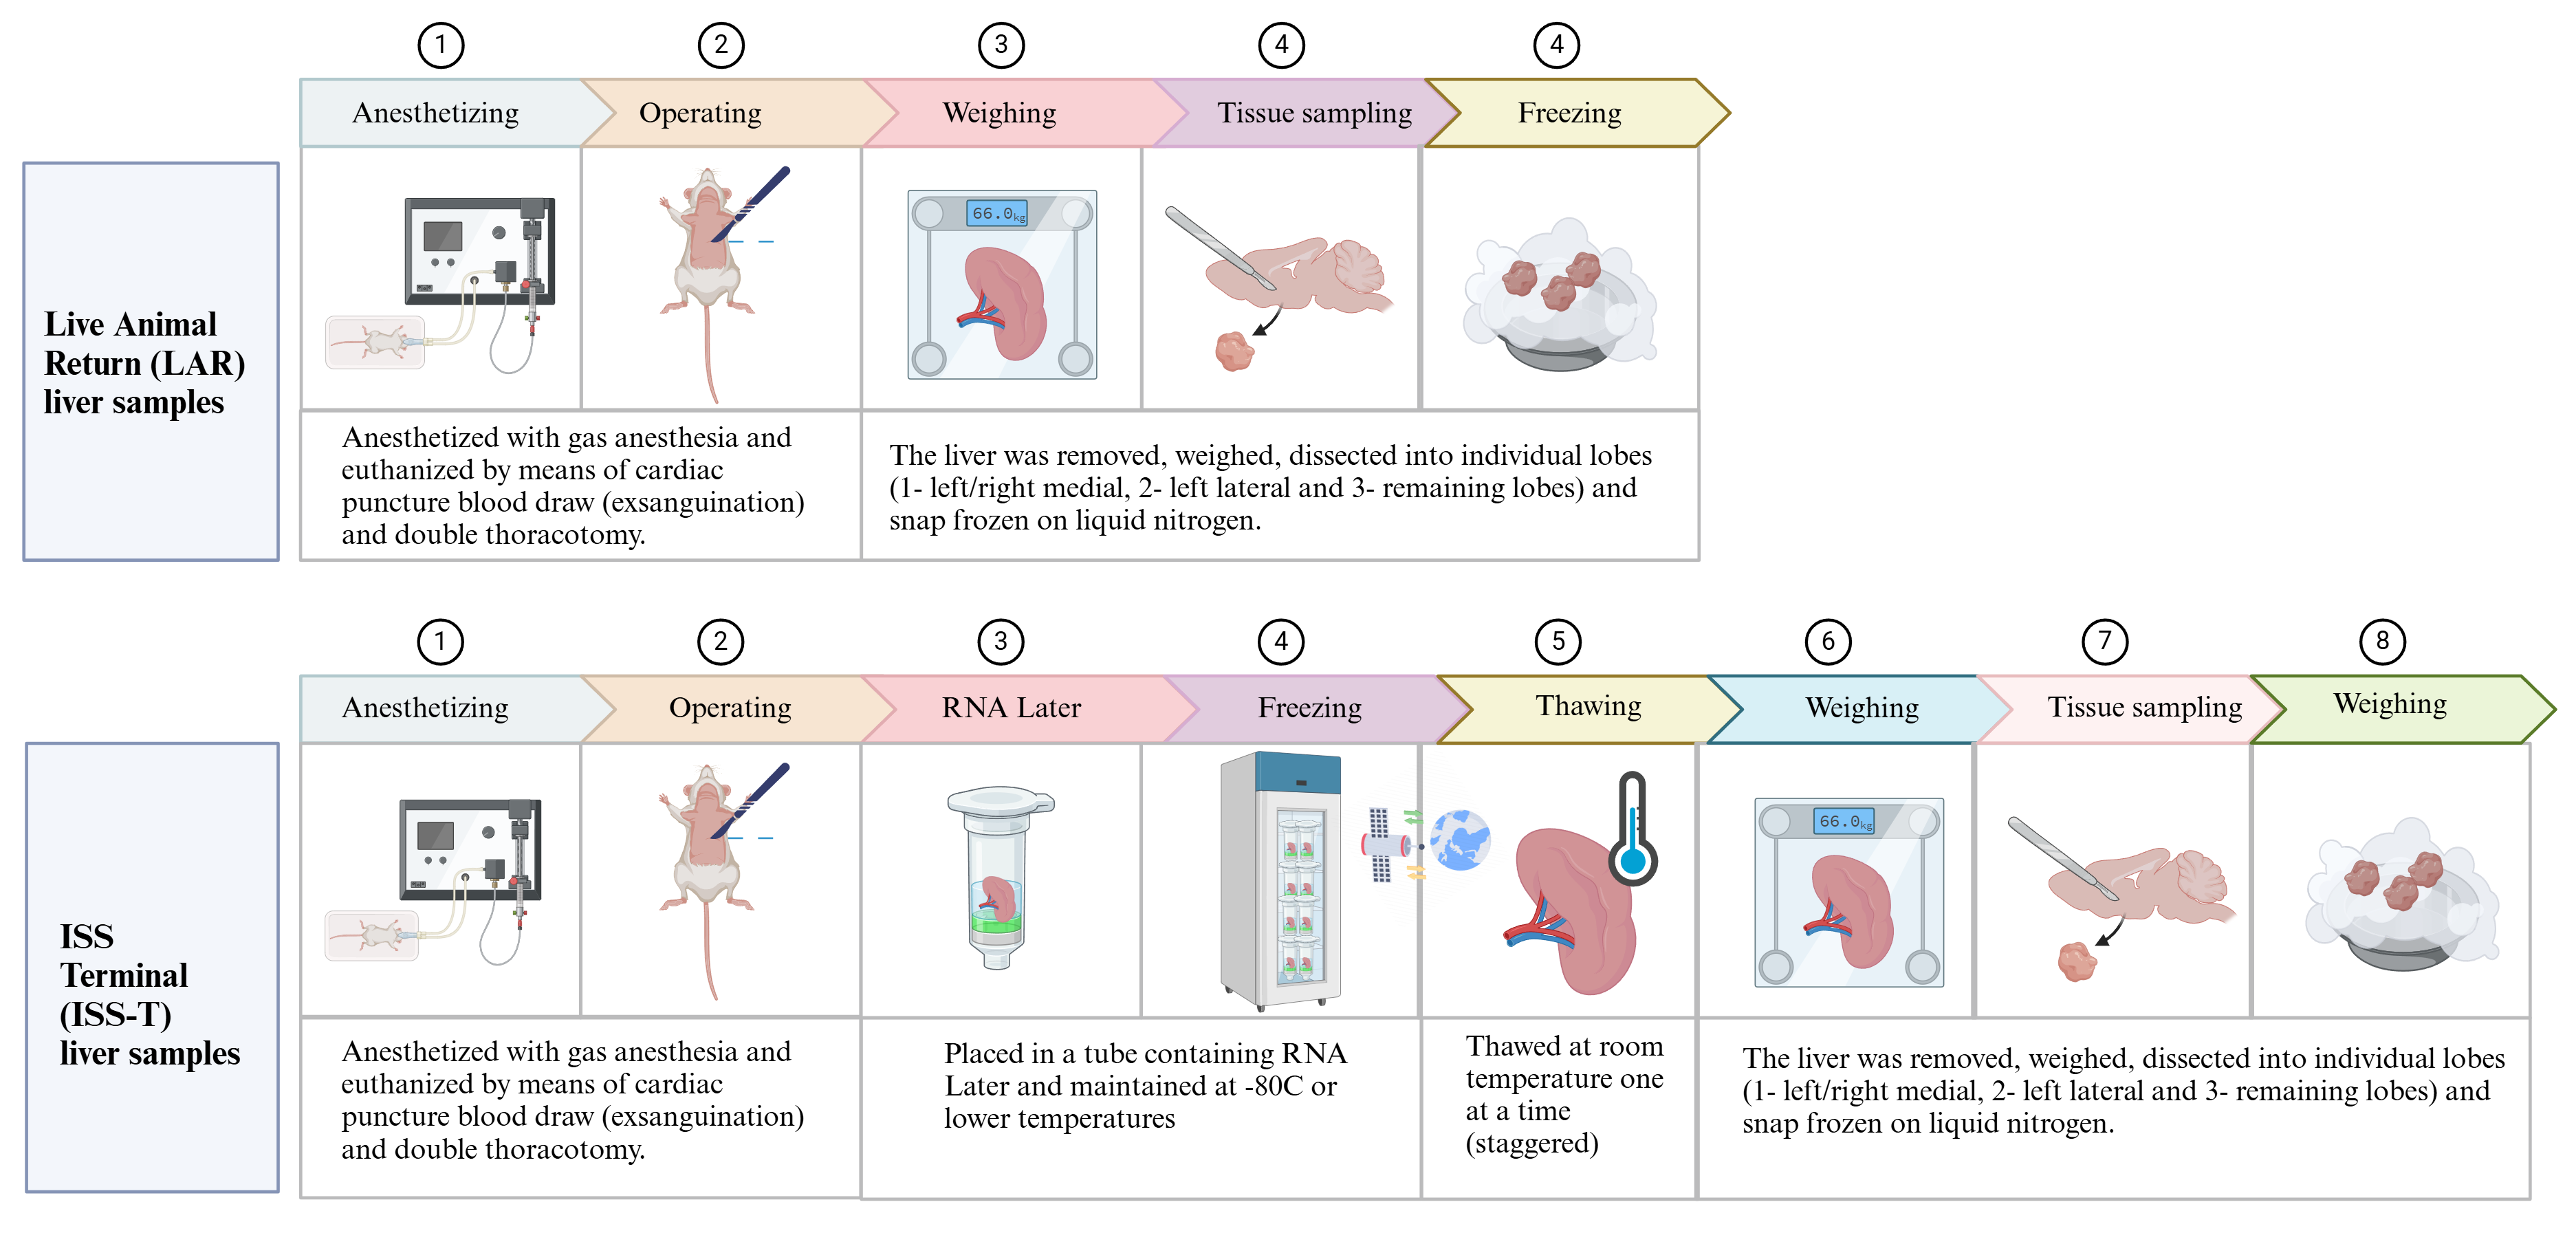 1 2 3 4 4
Anesthetizing Operating Weighing Tissue sampling Freezing
66.0kg
Live Animal
Return (LAR)
liver samples
Anesthetized with gas anesthesia and
euthanized by means of cardiac
puncture blood draw (exsanguination)
and double thoracotomy.
The liver was removed, weighed, dissected into individual lobes
(1- left/right medial, 2- left lateral and 3- remaining lobes) and
snap frozen on liquid nitrogen.
1 2 3 4 5 6 7 8
Anesthetizing Operating RNA Later Freezing Thawing Weighing Tissue sampling Weighing
66.0kg
ISS
Terminal
(ISS-T)
liver samples
Anesthetized with gas anesthesia and
euthanized by means of cardiac
puncture blood draw (exsanguination)
and double thoracotomy.
Placed in a tube containing RNA
Later and maintained at -80C or
lower temperatures
Thawed at room
temperature one
at a time
(staggered)
The liver was removed, weighed, dissected into individual lobes
(1- left/right medial, 2- left lateral and 3- remaining lobes) and
snap frozen on liquid nitrogen.